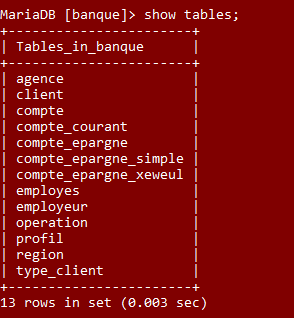 MariaDB [banque]> show tables;
+-----------------------+
| Tables_in_banque      |
+-----------------------+
| agence                |
| client                |
| compte                |
| compte_courant        |
| compte_epargne        |
| compte_epargne_simple |
| compte_epargne_xeweul |
| employes              |
| employeur             |
| operation             |
| profil                |
| region                |
| type_client           |
+-----------------------+
13 rows in set (0.003 sec)